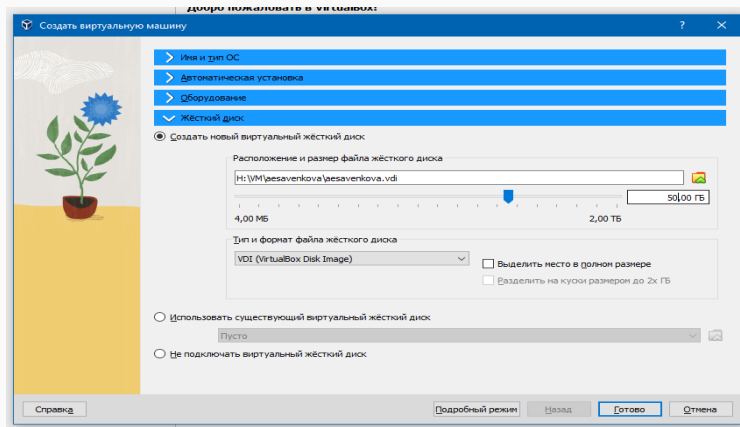 Добро пожаловать в VirtualBox!
Создать виртуальную машину
Имя и тип ОС
Автоматическая установка
Оборудование
Жёсткий диск
Создать новый виртуальный жёсткий диск
Расположение и размер файла жёсткого диска
H:\VM\aesavenkova\aesavenkova.vdi
50,00 ГБ
4,00 МБ 2,00 ТБ
Тип и формат файла жёсткого диска
VDI (VirtualBox Disk Image) Выделить место в полном размере
Разделить на куски размером до 2х ГБ
Использовать существующий виртуальный жёсткий диск
Пусто
Не подключать виртуальный жёсткий диск
Справка Подробный режим Назад Готово Отмена